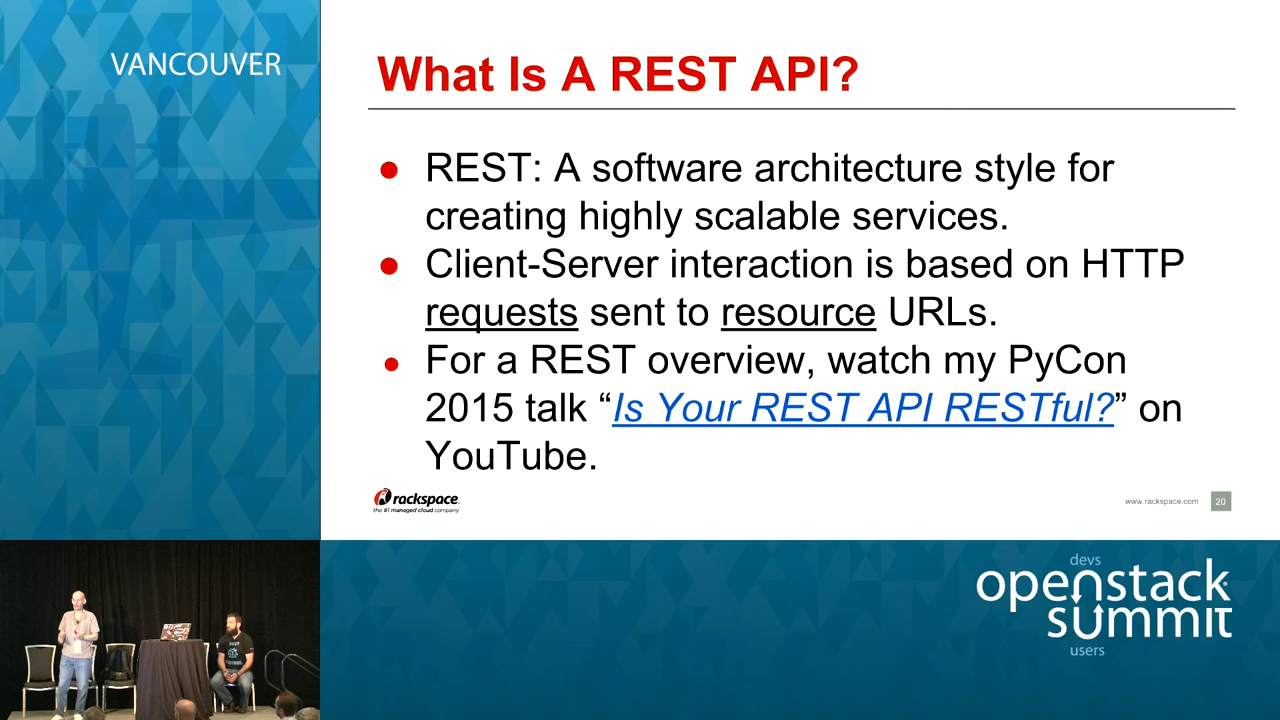 VANCOUVER
What Is A REST API?
● REST: A software architecture style for
creating highly scalable services.
● Client-Server interaction is based on HTTP
requests sent to resource URLs.
● For a REST overview, watch my PyCon
2015 talk “Is Your REST API RESTful?” on
YouTube.
rackspace
the #1 managed cloud company
www.rackspace.com 20
devs
openstack
summit
users